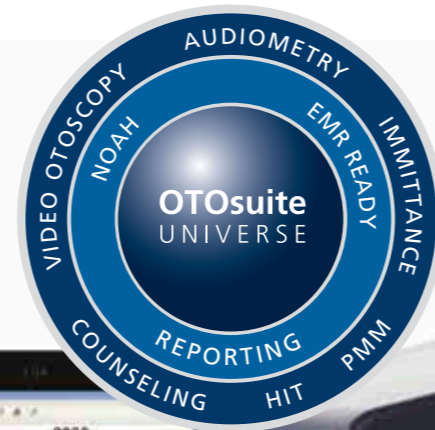 AUDIOMETRY
IMMITTANCE
PMM
HIT
COUNSELING
VIDEO OTOSCOPY
NOAH
EMR READY
REPORTING
OTOsuite
UNIVERSE